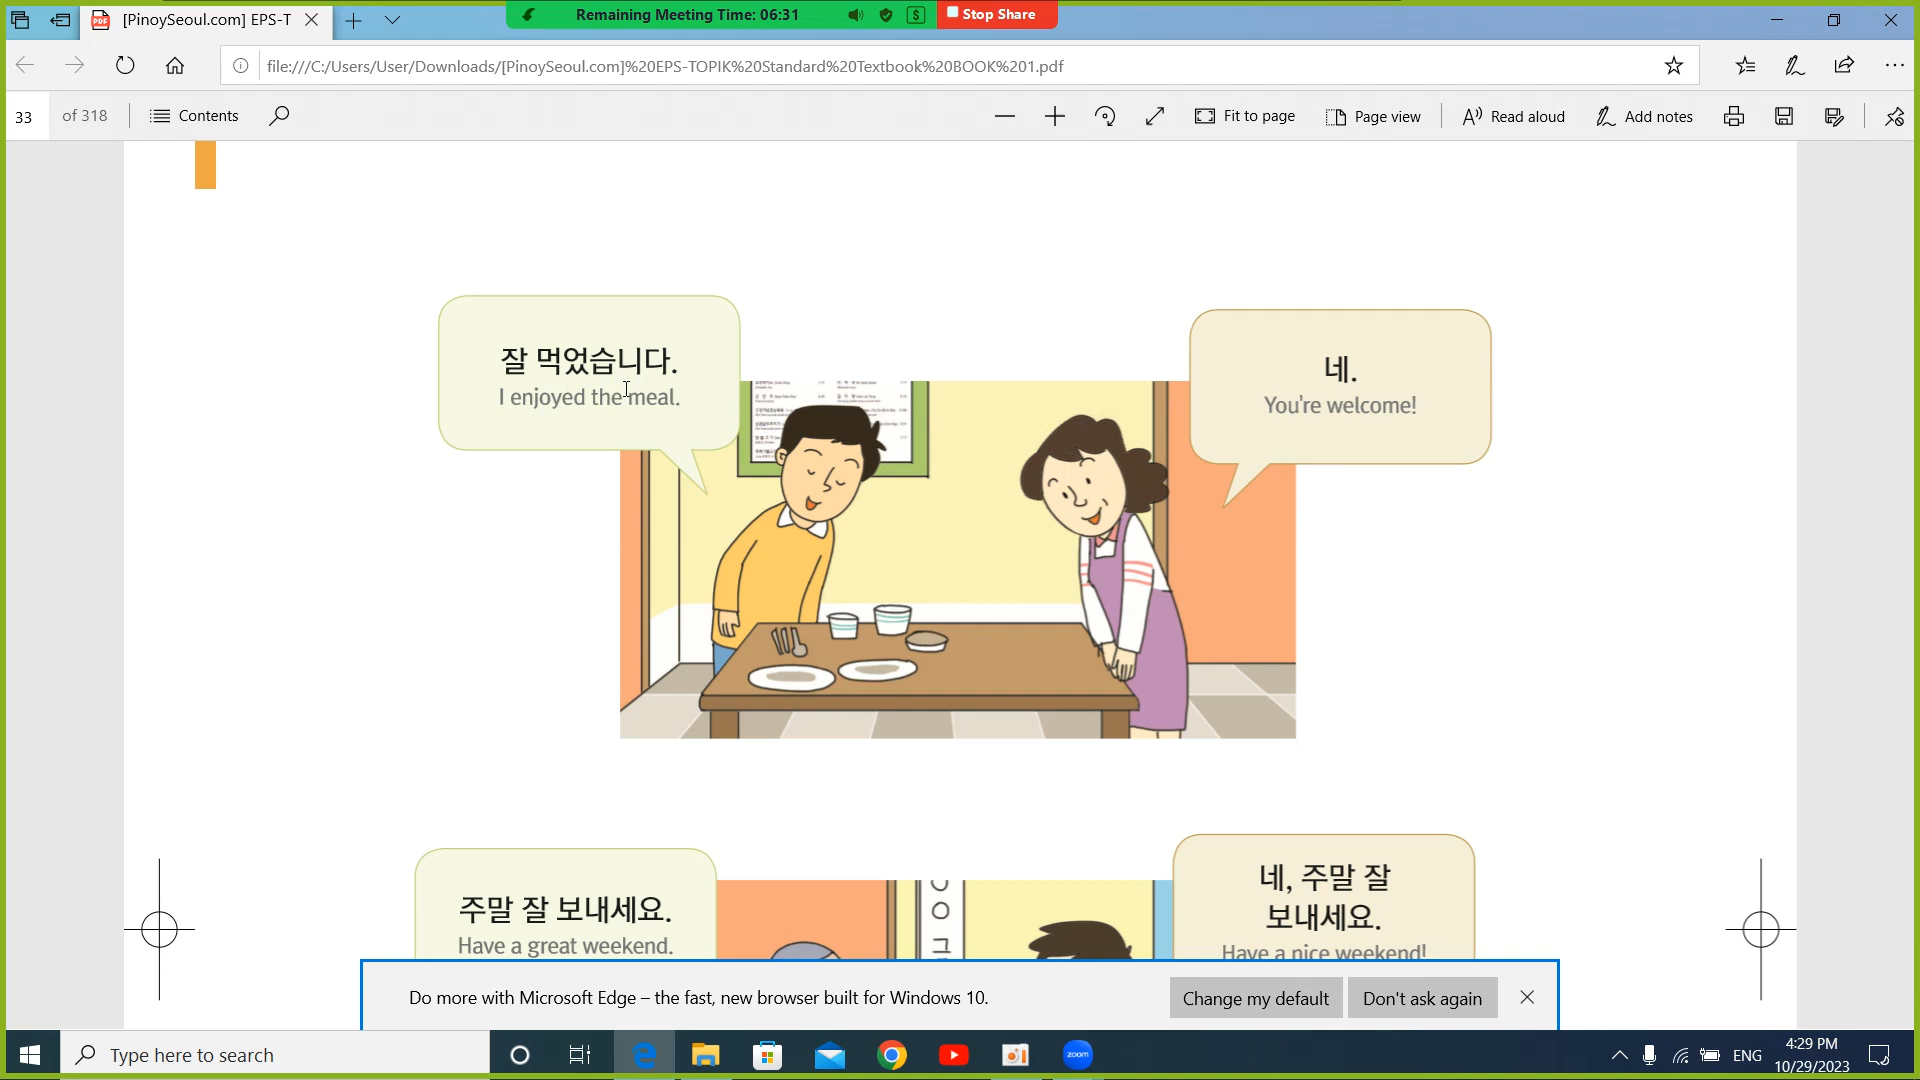 [PinoySeoul.com] EPS-T
Remaining Meeting Time: 06:31
Stop Share
file:///C:/Users/User/Downloads/[PinoySeoul.com]%20EPS-TOPIK%20Standard%20Textbook%20BOOK%201.pdf
33 of 318
Contents
Fit to page
Page view
Read aloud
Add notes
잘 먹었습니다.
I enjoyed the meal.
네.
You're welcome!
주말 잘 보내세요.
Have a great weekend.
네, 주말 잘
보내세요.
Have a nice weekend!
Do more with Microsoft Edge – the fast, new browser built for Windows 10.
Change my default
Don't ask again
Type here to search
zoom
ENG
4:29 PM
10/29/2023